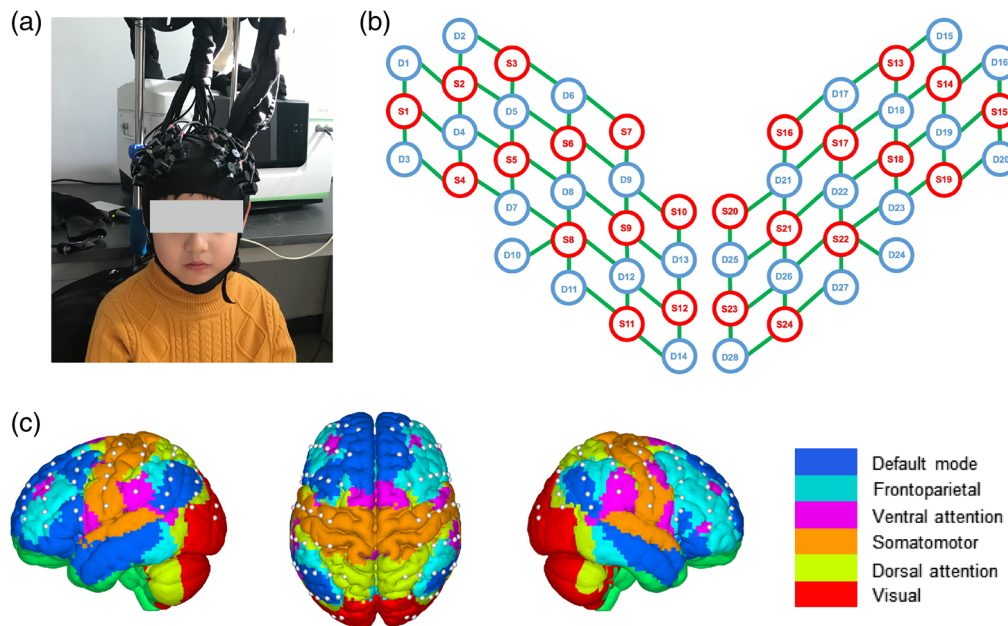 (a)
(b)
D2
D15
S3
S13
D1
D16
S2
S14
D6
D17
S1
D5
D18
S15
D4
S7
S16
D19
S6
S17
D3
S5
S18
D20
S4
D9
D21
S19
D8
D22
D7
S10
S20
D23
S9
S21
S8
S22
D10
D13
D25
D24
D12
D26
D11
D27
S12
S23
S11
S24
D14
D28
(c)
Default mode
Frontoparietal
Ventral attention
Somatomotor
Dorsal attention
Visual